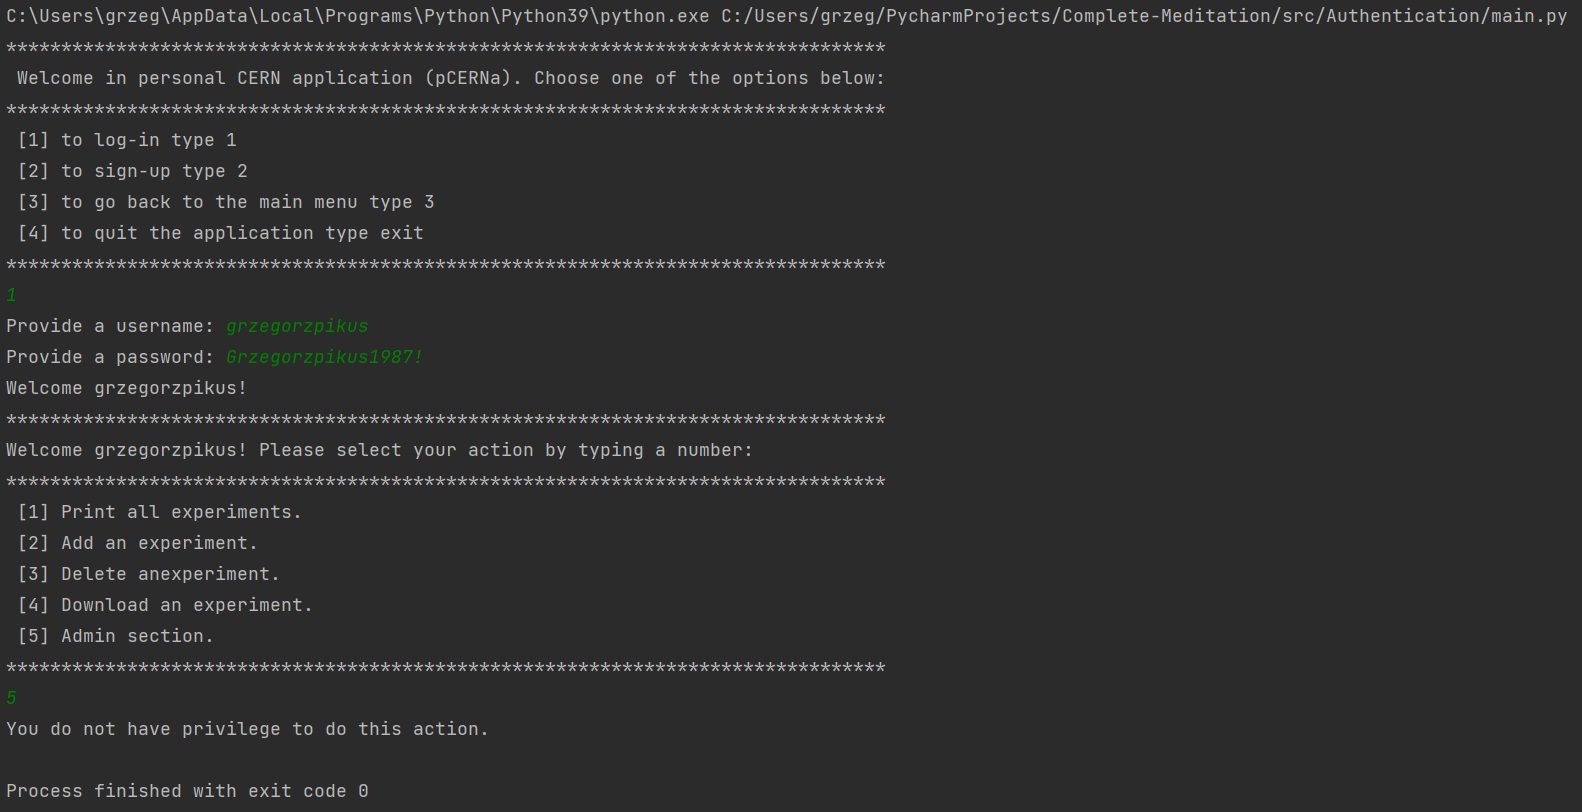 C:\Users\grzeg\AppData\Local\Programs\Python\Python39\python.exe C:/Users/grzeg/PycharmProjects/Complete-Meditation/src/Authentication/main.py
********************************************************************************
 Welcome in personal CERN application (pCERNa). Choose one of the options below:
********************************************************************************
 [1] to log-in type 1
 [2] to sign-up type 2
 [3] to go back to the main menu type 3
 [4] to quit the application type exit
********************************************************************************
1
Provide a username: grzegorzpikus
Provide a password: Grzegorzpikus1987!
Welcome grzegorzpikus!
********************************************************************************
Welcome grzegorzpikus! Please select your action by typing a number:
********************************************************************************
 [1] Print all experiments.
 [2] Add an experiment.
 [3] Delete anexperiment.
 [4] Download an experiment.
 [5] Admin section.
********************************************************************************
5
You do not have privilege to do this action.

Process finished with exit code 0